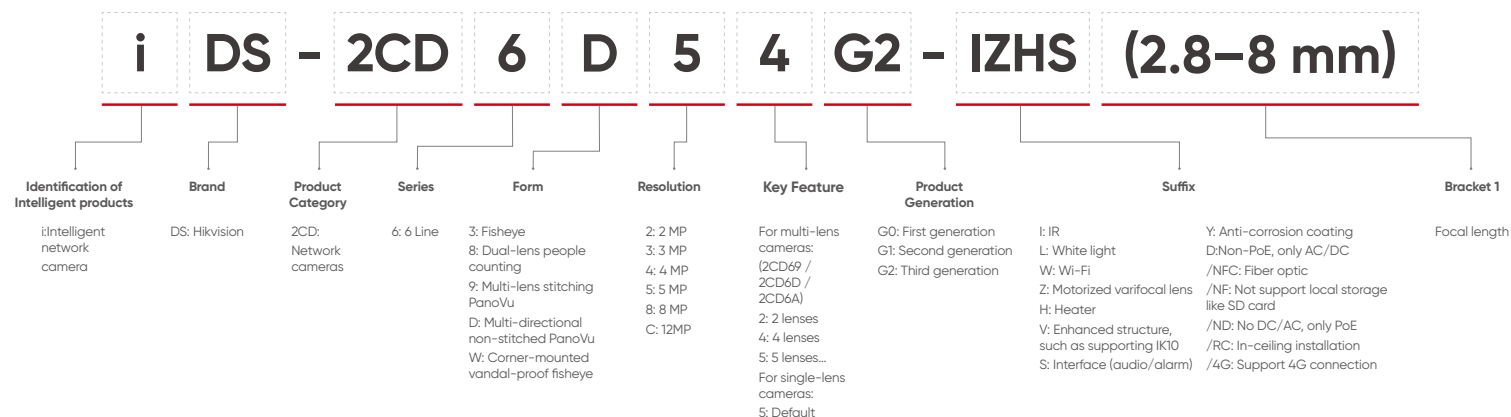 i DS - 2CD 6 D 5 4 G2 - IZHS (2.8–8 mm)
Identification of
Intelligent products
i:Intelligent
network
camera
Brand
DS: Hikvision
Product
Category
2CD:
Network
cameras
Series
6: 6 Line
Form
3: Fisheye
8: Dual-lens people
counting
9: Multi-lens stitching
PanoVu
D: Multi-directional
non-stitched PanoVu
W: Corner-mounted
vandal-proof fisheye
Resolution
2: 2 MP
3: 3 MP
4: 4 MP
5: 5 MP
8: 8 MP
C: 12MP
Key Feature
For multi-lens
cameras:
(2CD69 /
2CD6D /
2CD6A)
2: 2 lenses
4: 4 lenses
5: 5 lenses...
For single-lens
cameras:
5: Default
Product
Generation
G0: First generation
G1: Second generation
G2: Third generation
Suffix
I: IR
L: White light
W: Wi-Fi
Z: Motorized varifocal lens
H: Heater
V: Enhanced structure,
such as supporting IK10
S: Interface (audio/alarm)
Y: Anti-corrosion coating
D:Non-PoE, only AC/DC
/NFC: Fiber optic
/NF: Not support local storage
like SD card
/ND: No DC/AC, only PoE
/RC: In-ceiling installation
/4G: Support 4G connection
Bracket 1
Focal length